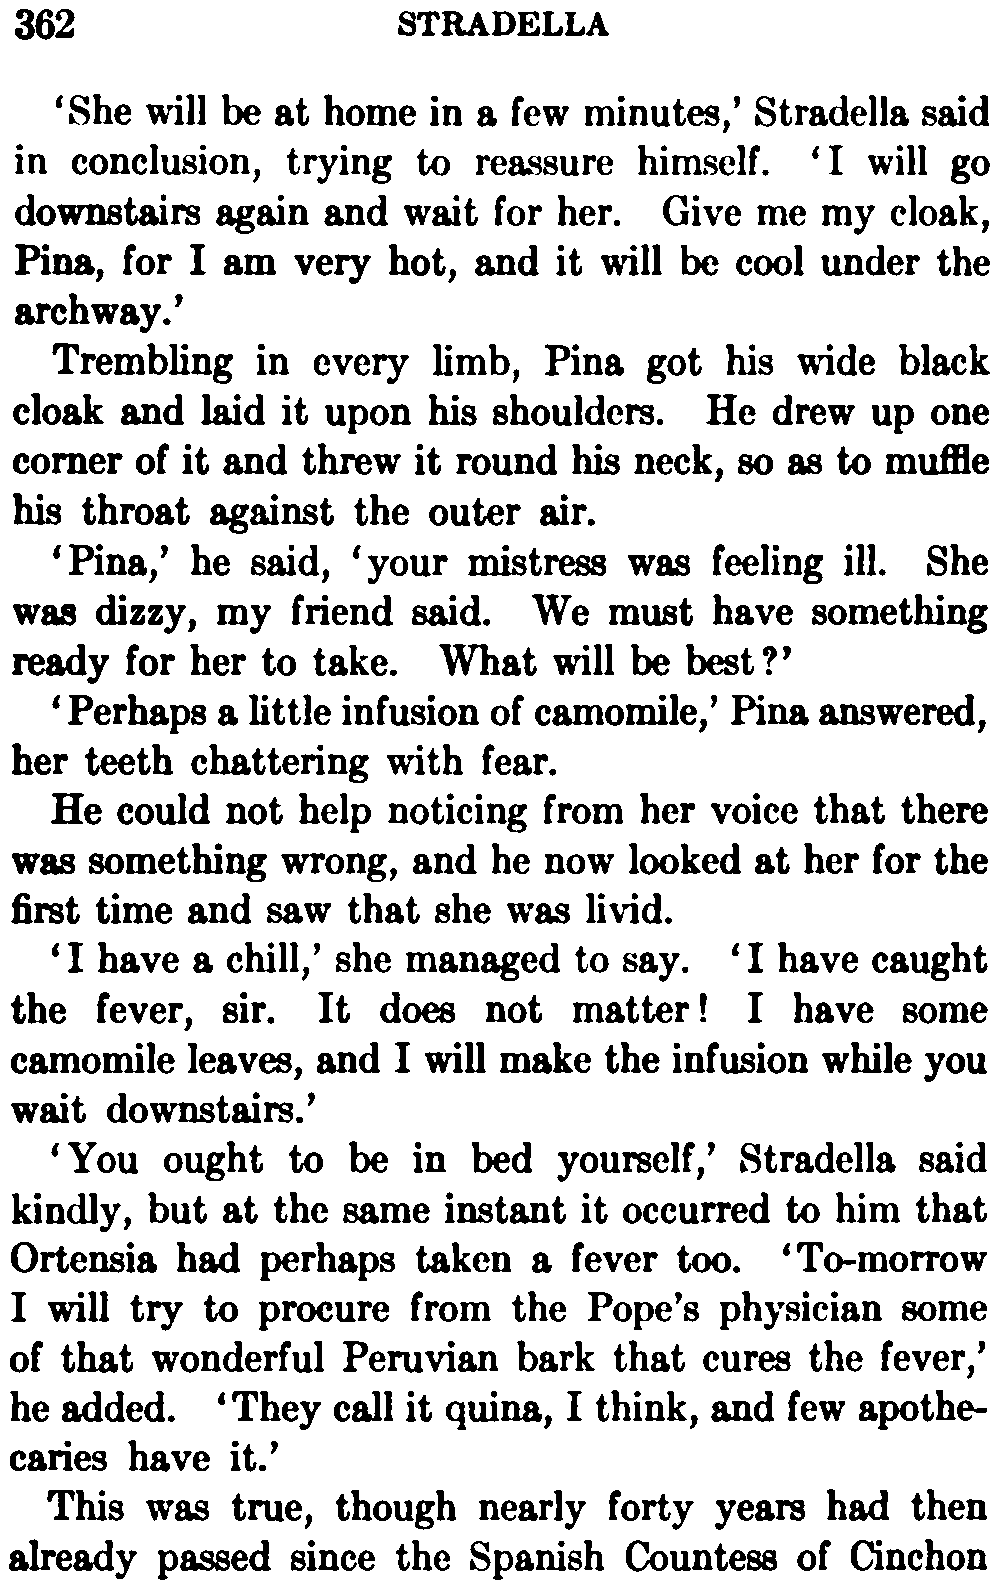 362 STRADELLA
‘She will be at home in a few minutes,’ Stradella said
in conclusion, trying to reassure himself. ‘I will go
downstairs again and wait for her. Give me my cloak,
Pina, for I am very hot, and it will be cool under the
archway.’
Trembling in every limb, Pina got his wide black
cloak and laid it upon his shoulders. He drew up one
corner of it and threw it round his neck, so as to muffle
his throat against the outer air.
‘Pina,’ he said, ‘your mistress was feeling ill. She
was dizzy, my friend said. We must have something
ready for her to take. What will be best?’
‘Perhaps a little infusion of camomile,’ Pina answered,
her teeth chattering with fear.
He could not help noticing from her voice that there
was something wrong, and he now looked at her for the
first time and saw that she was livid.
‘I have a chill,’ she managed to say. ‘I have caught
the fever, sir. It does not matter! I have some
camomile leaves, and I will make the infusion while you
wait downstairs.’
‘You ought to be in bed yourself,’ Stradella said
kindly, but at the same instant it occurred to him that
Ortensia had perhaps taken a fever too. ‘To-morrow
I will try to procure from the Pope’s physician some
of that wonderful Peruvian bark that cures the fever,’
he added. ‘They call it quina, I think, and few apothe-
caries have it.’
This was true, though nearly forty years had then
already passed since the Spanish Countess of Cinchon